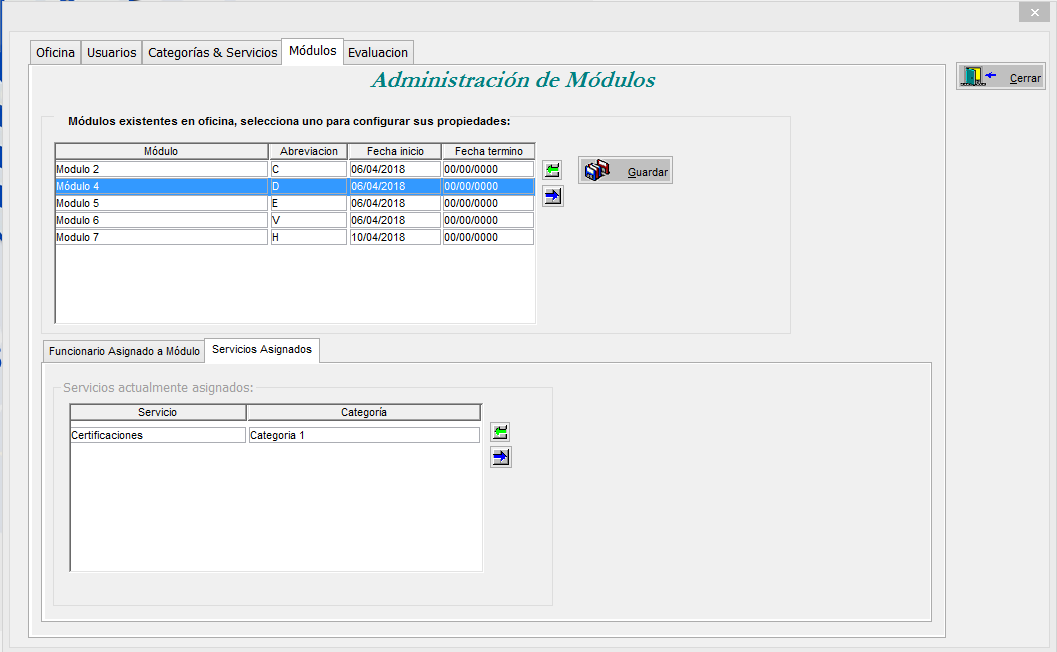 Oficina Usuarios Categorías & Servicios Módulos Evaluacion
Administración de Módulos
Cerrar
Módulos existentes en oficina, selecciona uno para configurar sus propiedades:
Módulo Abreviacion Fecha inicio Fecha termino
Modulo 2 C 06/04/2018 00/00/0000
Guardar
Módulo 4 D 06/04/2018 00/00/0000
Modulo 5 E 06/04/2018 00/00/0000
Modulo 6 V 06/04/2018 00/00/0000
Modulo 7 H 10/04/2018 00/00/0000
Funcionario Asignado a Módulo Servicios Asignados
Servicios actualmente asignados:
Servicio Categoría
Certificaciones Categoria 1